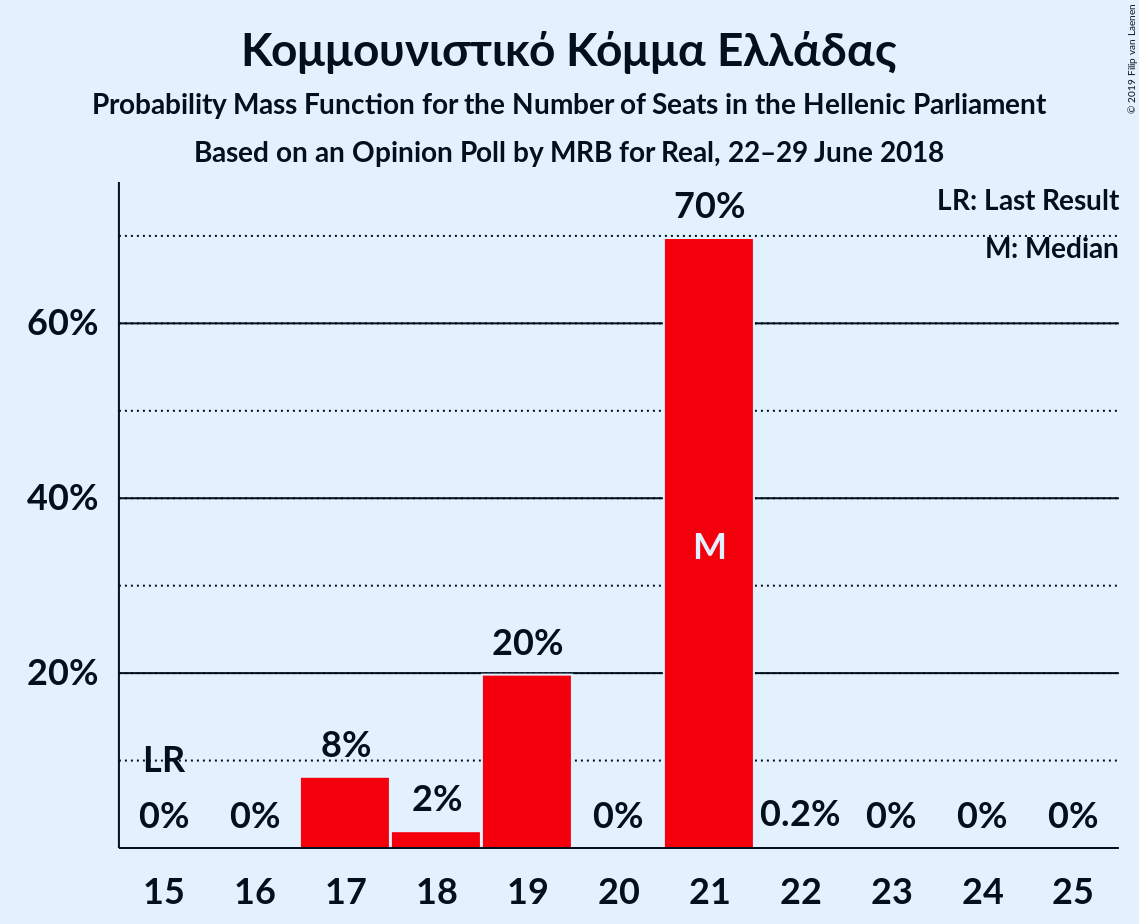 Κομμουνιστικό Κόμμα Ελλάδας
Probability Mass Function for the Number of Seats in the Hellenic Parliament
Based on an Opinion Poll by MRB for Real, 22–29 June 2018
© 2019 Filip van Laenen
LR: Last Result
M: Median
70%
60%
40%
20%
M
20%
LR
8%
2%
0% 0% 0% 0.2% 0% 0% 0%
15 16 17 18 19 20 21 22 23 24 25